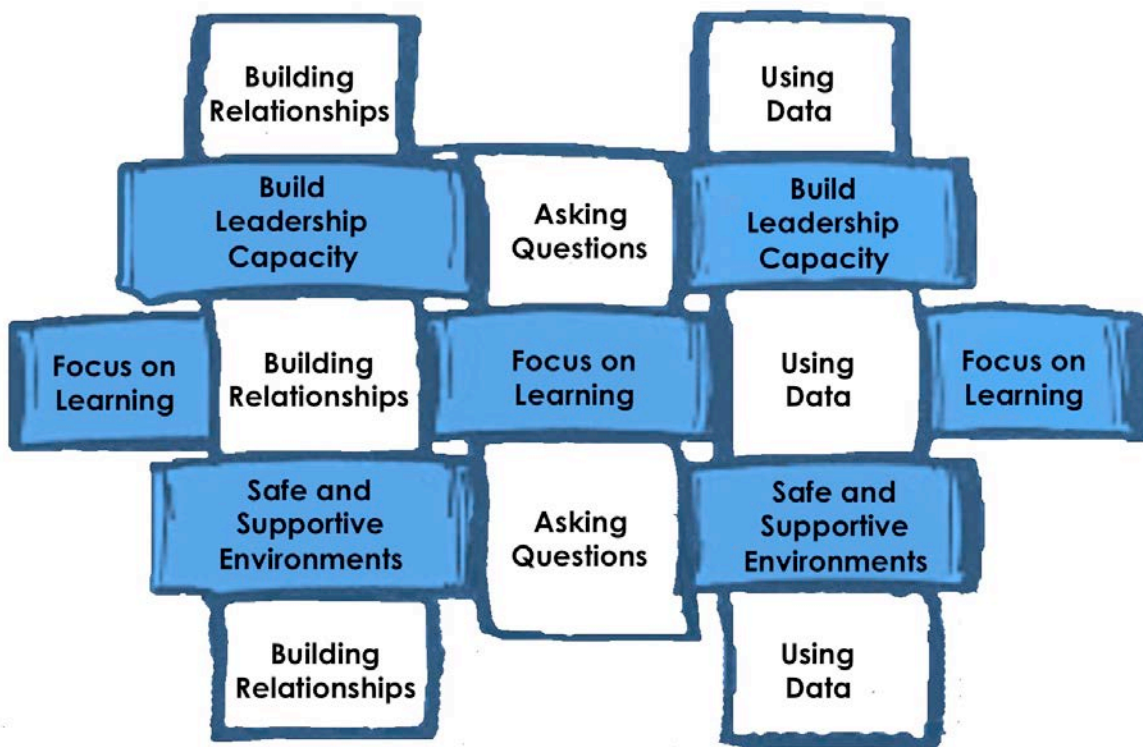 Building
Relationships
Using
Data
Build
Leadership
Capacity
Asking
Questions
Build
Leadership
Capacity
Focus on
Learning
Building
Relationships
Focus on
Learning
Using
Data
Focus on
Learning
Safe and
Supportive
Environments
Asking
Questions
Safe and
Supportive
Environments
Building
Relationships
Using
Data